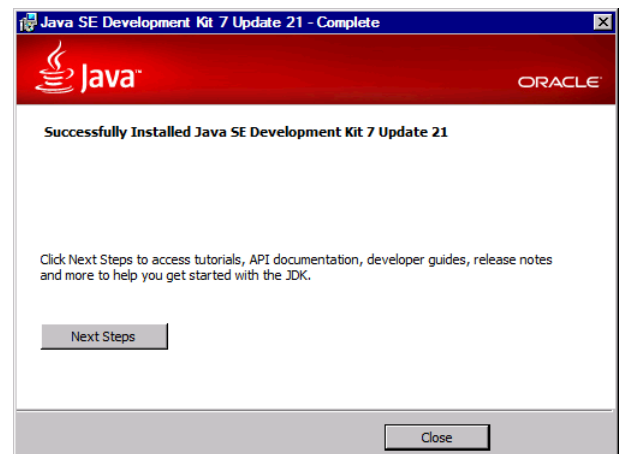 Java SE Development Kit 7 Update 21 - Complete
Java™
ORACLE
Successfully Installed Java SE Development Kit 7 Update 21
Click Next Steps to access tutorials, API documentation, developer guides, release notes
and more to help you get started with the JDK.
Next Steps
Close